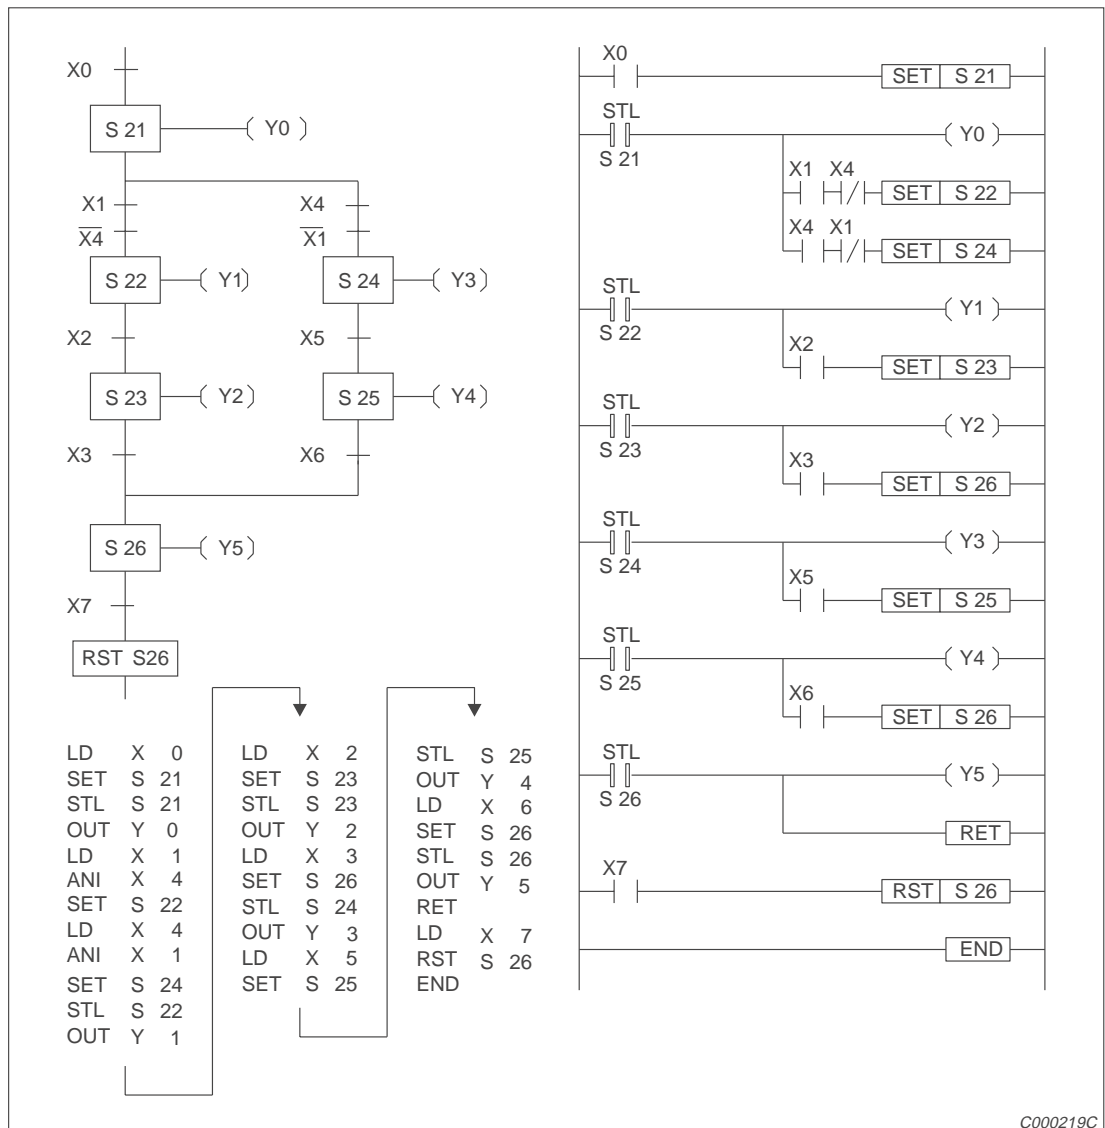 X0
S 21
Y0
X1
X4
X4
X1
S 22
Y1
S 24
Y3
X2
X5
S 23
Y2
S 25
Y4
X3
X6
S 26
Y5
X7
RST S26
LD X 0
SET S 21
STL S 21
OUT Y 0
LD X 1
ANI X 4
SET S 22
LD X 4
ANI X 1
SET S 24
STL S 22
OUT Y 1
LD X 2
SET S 23
STL S 23
OUT Y 2
LD X 3
SET S 26
STL S 24
OUT Y 3
LD X 5
SET S 25
STL S 25
OUT Y 4
LD X 6
SET S 26
STL S 26
OUT Y 5
RET
LD X 7
RST S 26
END
X0
SET S 21
STL
Y0
S 21
X1 X4
SET S 22
X4 X1
SET S 24
STL
Y1
S 22
X2
SET S 23
STL
Y2
S 23
X3
SET S 26
STL
Y3
S 24
X5
SET S 25
STL
Y4
S 25
X6
SET S 26
STL
Y5
S 26
RET
X7
RST S 26
END
C000219C